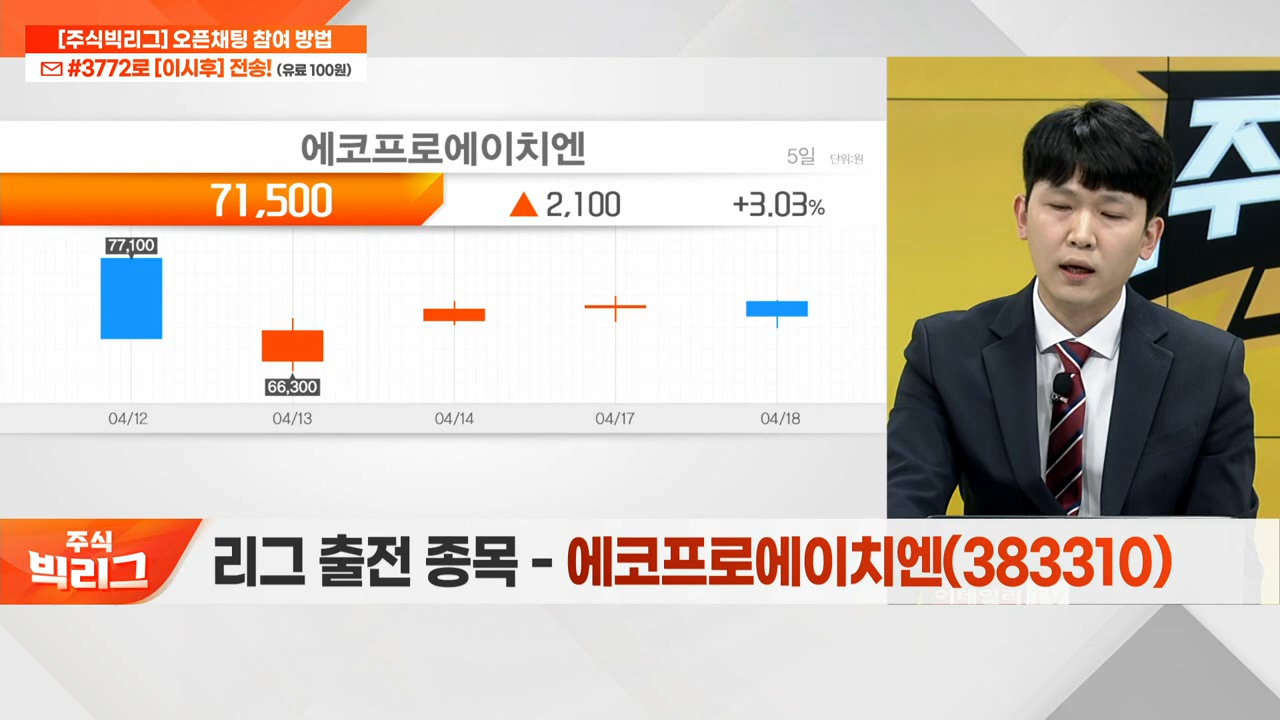 [주식빅리그] 오픈채팅 참여 방법
#3772로 [이시후] 전송! (유료 100원)
에코프로에이치엔
5일 단위:원
71,500 ▲ 2,100 +3.03%
77,100
66,300
04/12 04/13 04/14 04/17 04/18
주
주식
빅리그
리그 출전 종목 - 에코프로에이치엔(383310)